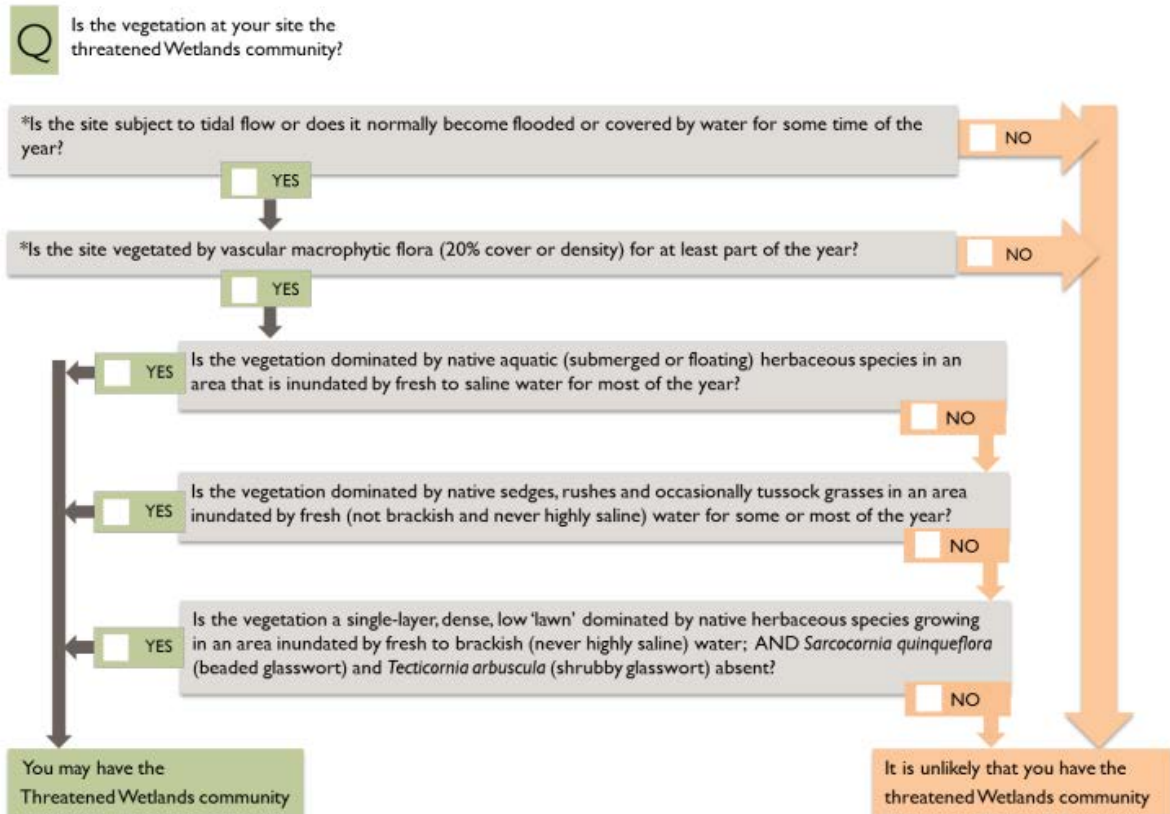 Q
Is the vegetation at your site the
threatened Wetlands community?
*Is the site subject to tidal flow or does it normally become flooded or covered by water for some time of the
year?
NO
YES
*Is the site vegetated by vascular macrophytic flora (20% cover or density) for at least part of the year?
NO
YES
Is the vegetation dominated by native aquatic (submerged or floating) herbaceous species in an
area that is inundated by fresh to saline water for most of the year?
YES
NO
Is the vegetation dominated by native sedges, rushes and occasionally tussock grasses in an area
inundated by fresh (not brackish and never highly saline) water for some or most of the year?
YES
NO
Is the vegetation a single-layer, dense, low ‘lawn’ dominated by native herbaceous species growing
in an area inundated by fresh to brackish (never highly saline) water; AND Sarcocornia quinqueflora
(beaded glasswort) and Tecticornia arbuscula (shrubby glasswort) absent?
YES
NO
You may have the
Threatened Wetlands community
It is unlikely that you have the
threatened Wetlands community